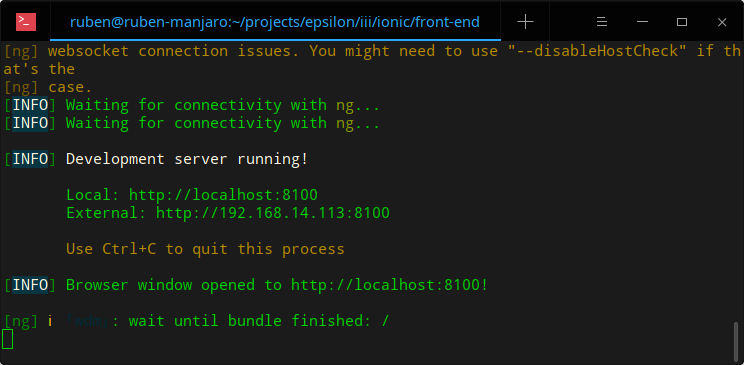 ruben@ruben-manjaro:~/projects/epsilon/iii/ionic/front-end
[ng] websocket connection issues. You might need to use "--disableHostCheck" if th
at's the
[ng] case.
[INFO] Waiting for connectivity with ng...
[INFO] Waiting for connectivity with ng...
[INFO] Development server running!
Local: http://localhost:8100
External: http://192.168.14.113:8100
Use Ctrl+C to quit this process
[INFO] Browser window opened to http://localhost:8100!
[ng] i : wait until bundle finished: /